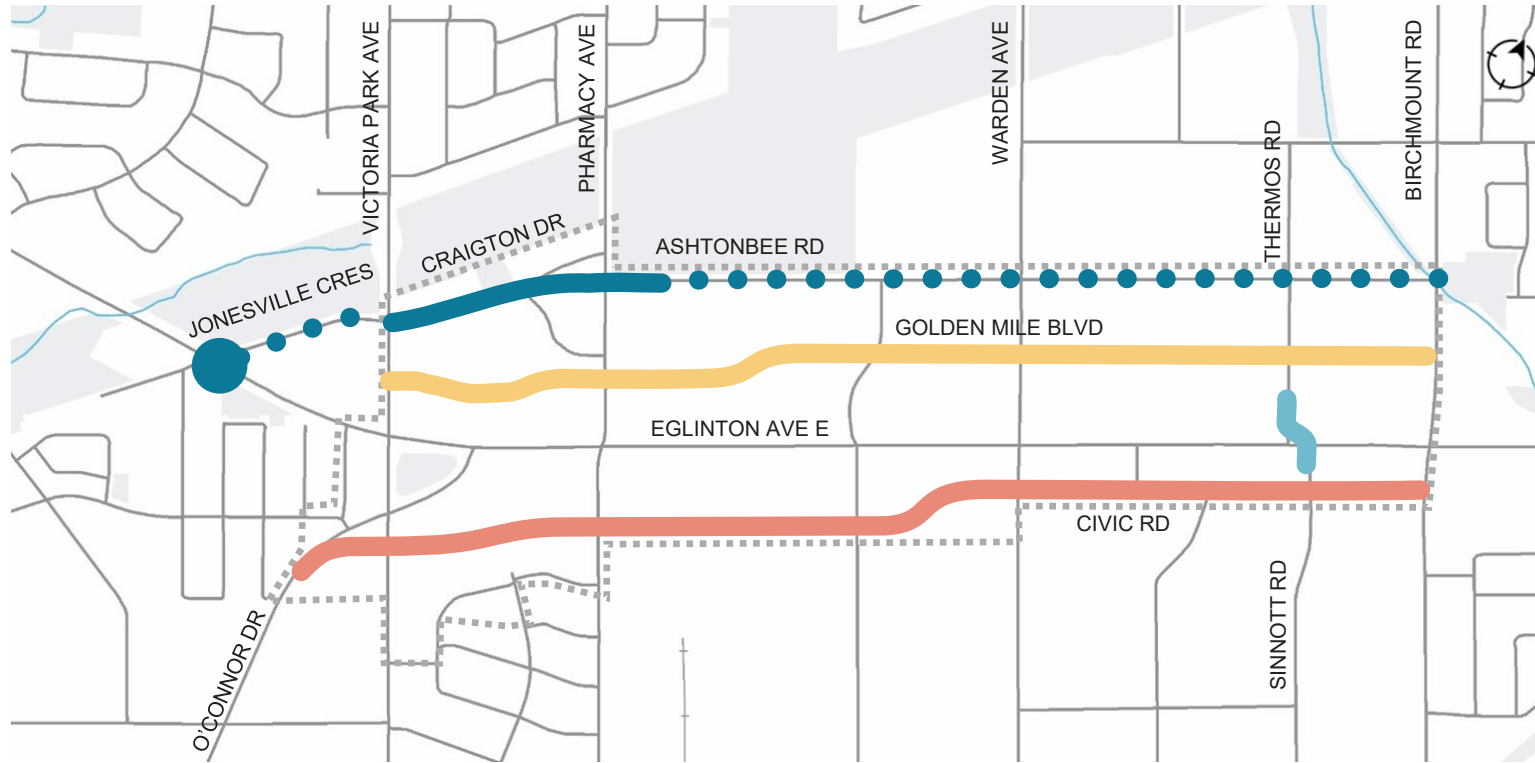 VICTORIA PARK AVE
PHARMACY AVE
WARDEN AVE
THERMOS RD
BIRCHMOUNT RD
CRAIGTON DR
ASHTONBEE RD
JONESVILLE CRES
GOLDEN MILE BLVD
EGLINTON AVE E
CIVIC RD
O'CONNOR DR
SINNOTT RD